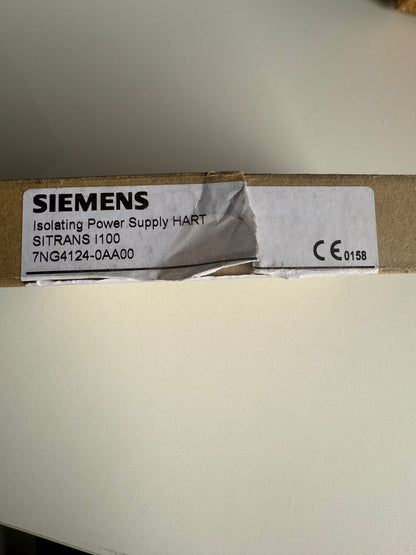 SIEMENS
Isolating Power Supply HART
SITRANS I100
7NG4124-0AA00
CE 0158